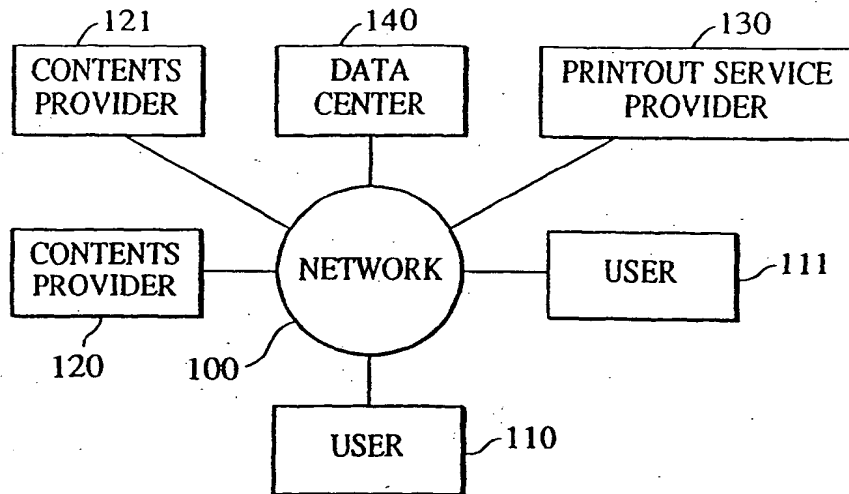 121
140
130
CONTENTS
PROVIDER
DATA
CENTER
PRINTOUT SERVICE
PROVIDER
CONTENTS
PROVIDER
NETWORK
USER
111
120
100
USER
110